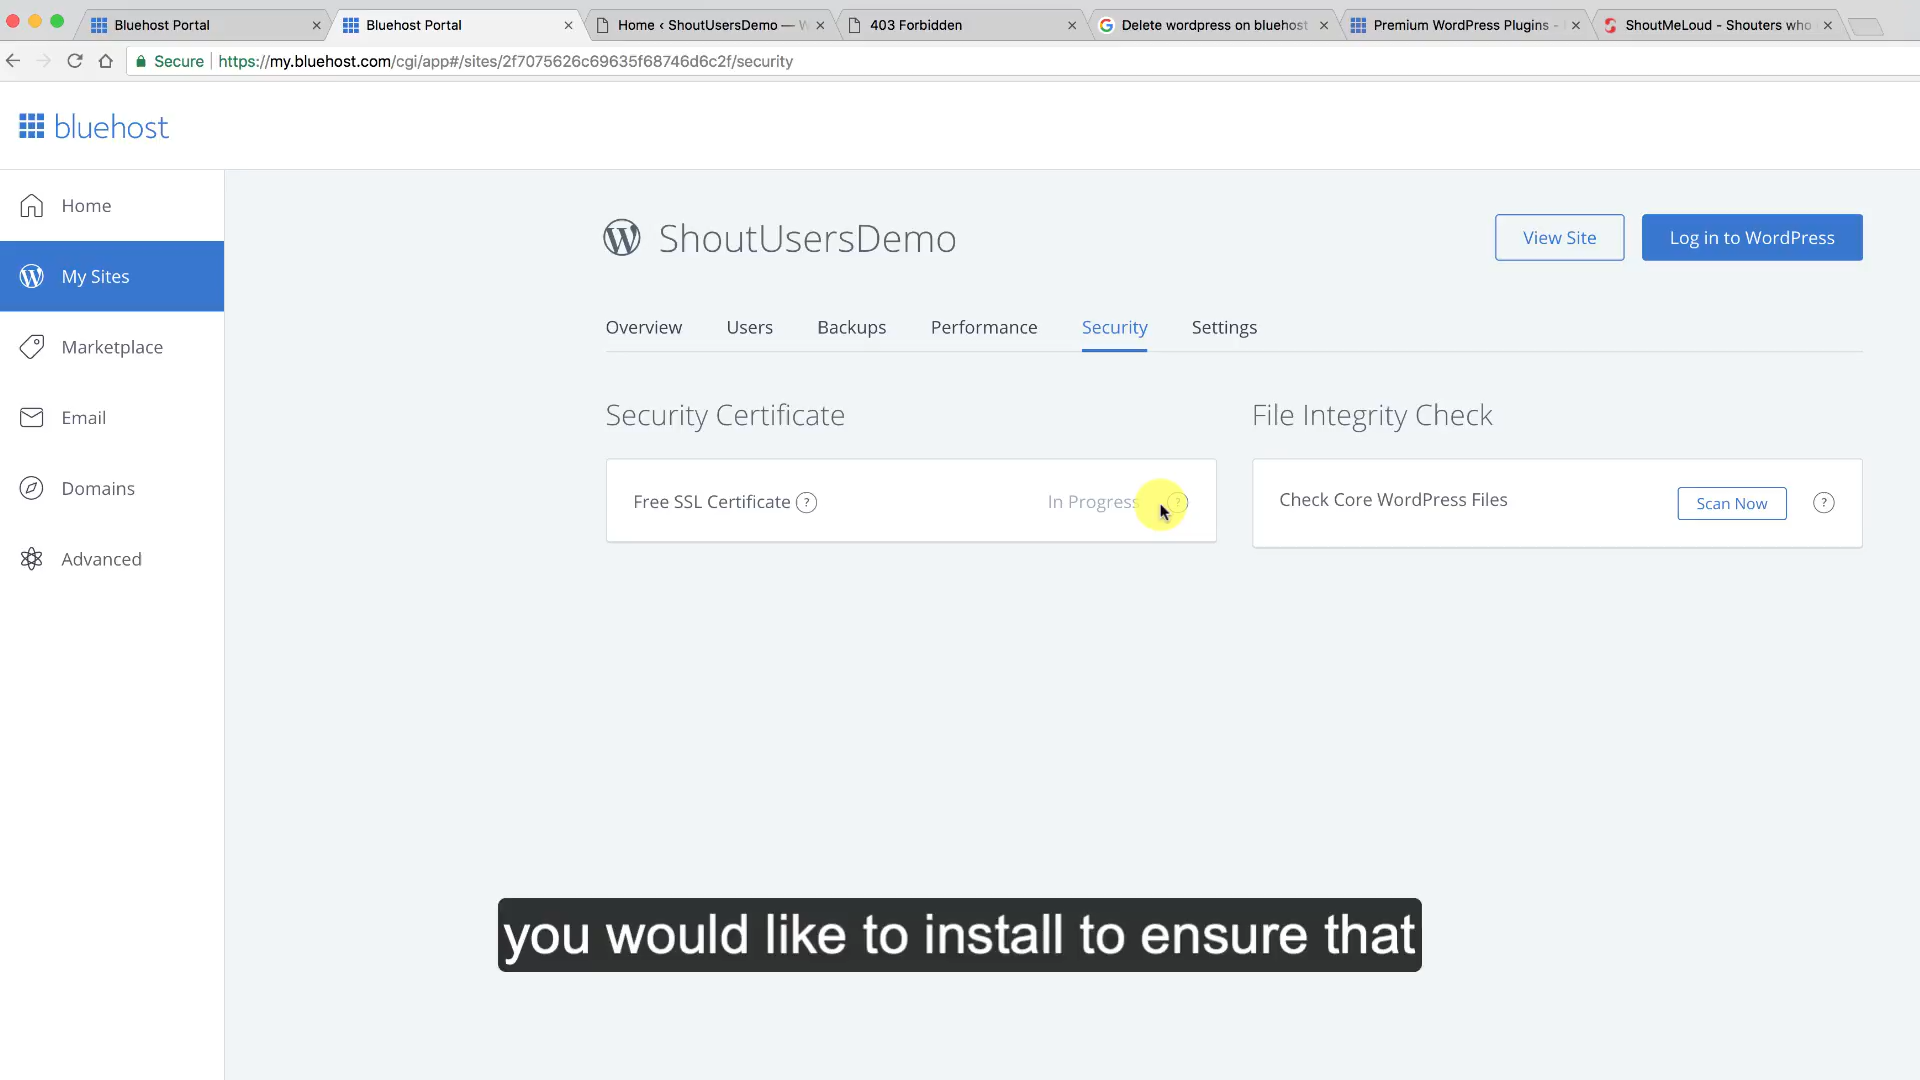 Bluehost Portal
Bluehost Portal
Home ‹ ShoutUsersDemo — W
403 Forbidden
Delete wordpress on bluehost
Premium WordPress Plugins -
ShoutMeLoud - Shouters who
Secure
https://my.bluehost.com/cgi/app#/sites/2f7075626c69635f68746d6c2f/security
bluehost
Home
My Sites
Marketplace
Email
Domains
Advanced
ShoutUsersDemo
View Site
Log in to WordPress
Overview Users Backups Performance Security Settings
Security Certificate
File Integrity Check
Free SSL Certificate ?
In Progress ?
Check Core WordPress Files
Scan Now ?
you would like to install to ensure that